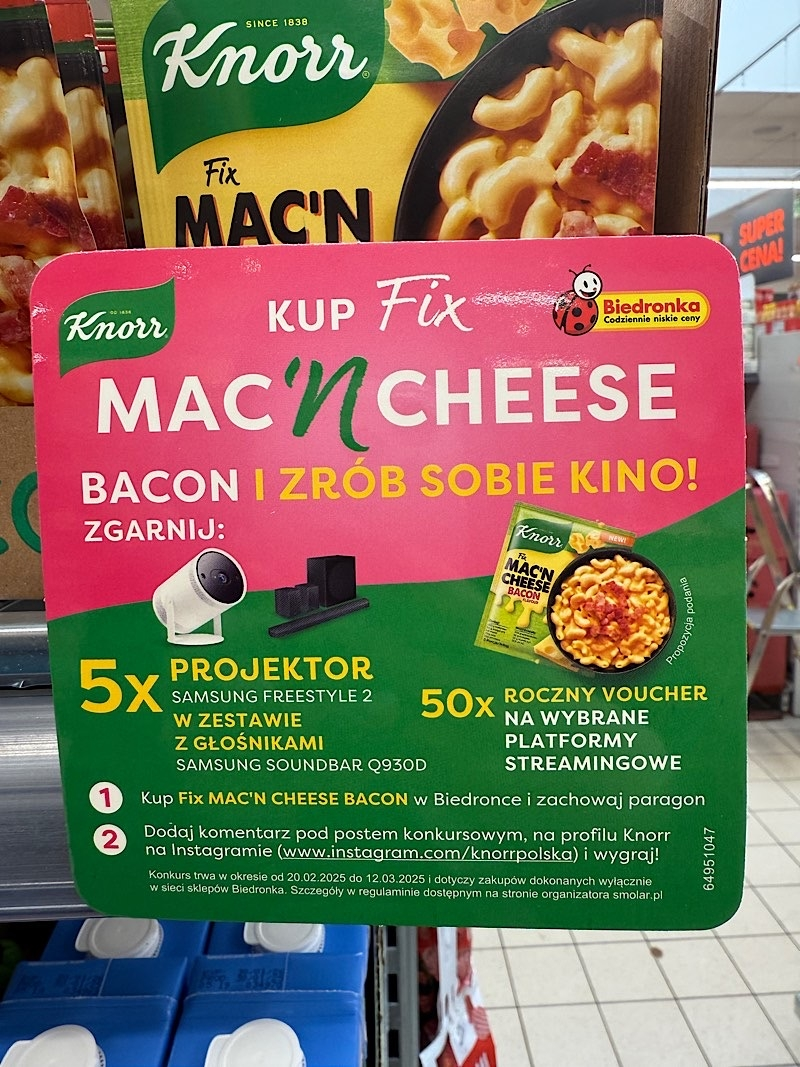 SINCE 1838
Knorr
Fix
MAC'N
SUPER
CENA!
Knorr
KUP Fix
Biedronka
Codziennie niskie ceny
MAC 'N CHEESE
BACON I ZRÓB SOBIE KINO!
ZGARNIJ:
Knorr
NEW!
Fix
MAC'N
CHEESE
BACON
Propozycja podania
5x PROJEKTOR
SAMSUNG FREESTYLE 2
W ZESTAWIE
Z GŁOŚNIKAMI
SAMSUNG SOUNDBAR Q930D
50x ROCZNY VOUCHER
NA WYBRANE
PLATFORMY
STREAMINGOWE
1 Kup Fix MAC'N CHEESE BACON w Biedronce i zachowaj paragon
2 Dodaj komentarz pod postem konkursowym, na profilu Knorr
na Instagramie (www.instagram.com/knorrpolska) i wygraj!
Konkurs trwa w okresie od 20.02.2025 do 12.03.2025 i dotyczy zakupów dokonanych wyłącznie
w sieci sklepów Biedronka. Szczegóły w regulaminie dostępnym na stronie organizatora smolar.pl
64951047